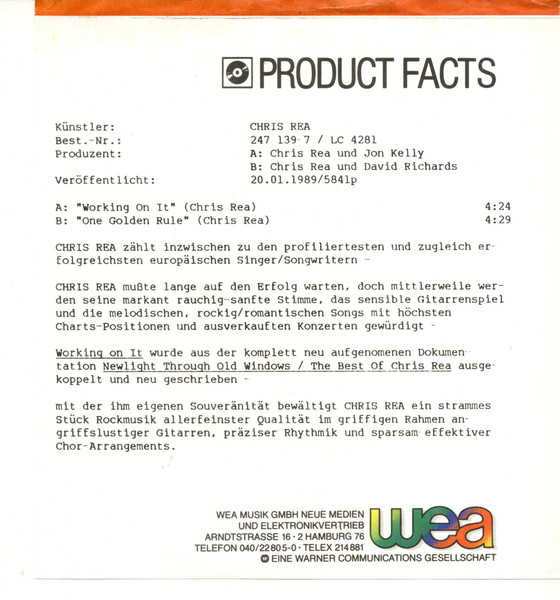 PRODUCT FACTS
Künstler: CHRIS REA
Best.-Nr.: 247 139-7 / LC 4281
Produzent: A: Chris Rea und Jon Kelly
B: Chris Rea und David Richards
Veröffentlicht: 20.01.1989/5841p
A: "Working On It" (Chris Rea) 4:24
B: "One Golden Rule" (Chris Rea) 4:29
CHRIS REA zählt inzwischen zu den profiliertesten und zugleich er-
folgreichsten europäischen Singer/Songwritern -
CHRIS REA mußte lange auf den Erfolg warten, doch mittlerweile wer-
den seine markant rauchig-sanfte Stimme, das sensible Gitarrenspiel
und die melodischen, rockig/romantischen Songs mit höchsten
Charts-Positionen und ausverkauften Konzerten gewürdigt -
Working on It wurde aus der komplett neu aufgenommenen Dokumen-
tation Newlight Through Old Windows / The Best Of Chris Rea ausge-
koppelt und neu geschrieben -
mit der ihm eigenen Souveränität bewältigt CHRIS REA ein strammes
Stück Rockmusik allerfeinster Qualität im griffigen Rahmen an-
griffslustiger Gitarren, präziser Rhythmik und sparsam effektiver
Chor-Arrangements.
WEA MUSIK GMBH NEUE MEDIEN
UND ELEKTRONIKVERTRIEB
ARNDTSTRASSE 16 · 2 HAMBURG 76
TELEFON 040/22805-0 · TELEX 214881
wea
EINE WARNER COMMUNICATIONS GESELLSCHAFT